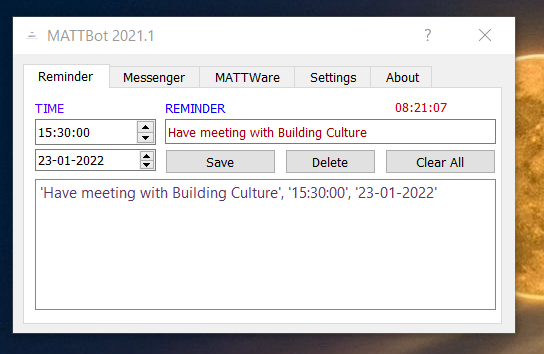 MATTBot 2021.1
?
Reminder Messenger MATTWare Settings About
TIME REMINDER 08:21:07
15:30:00 Have meeting with Building Culture
23-01-2022 Save Delete Clear All
'Have meeting with Building Culture', '15:30:00', '23-01-2022'